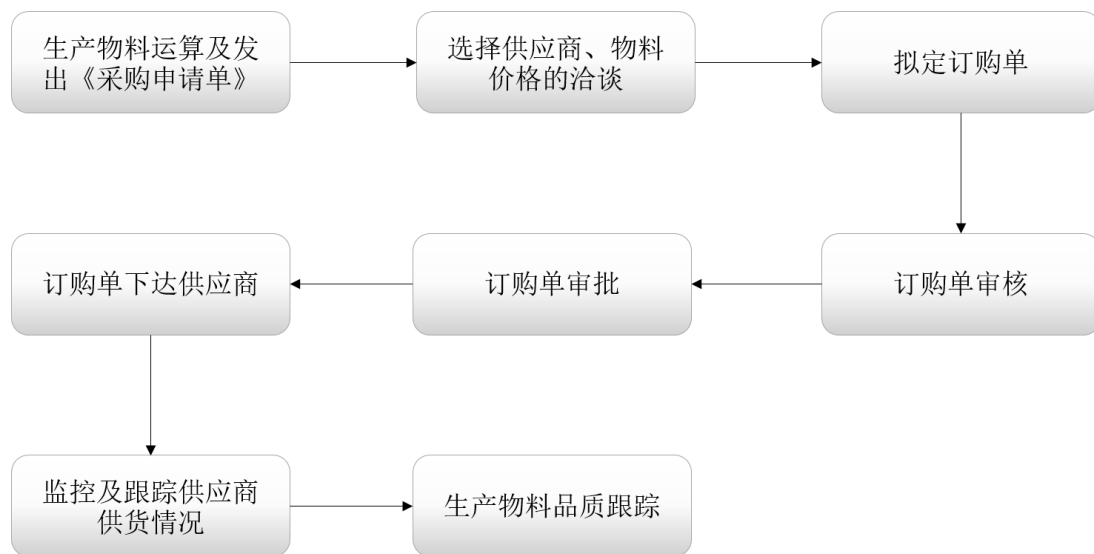 生产物料运算及发
出《采购申请单》
选择供应商、物料
价格的洽谈
拟定订购单
订购单审核
订购单审批
订购单下达供应商
监控及跟踪供应商
供货情况
生产物料品质跟踪